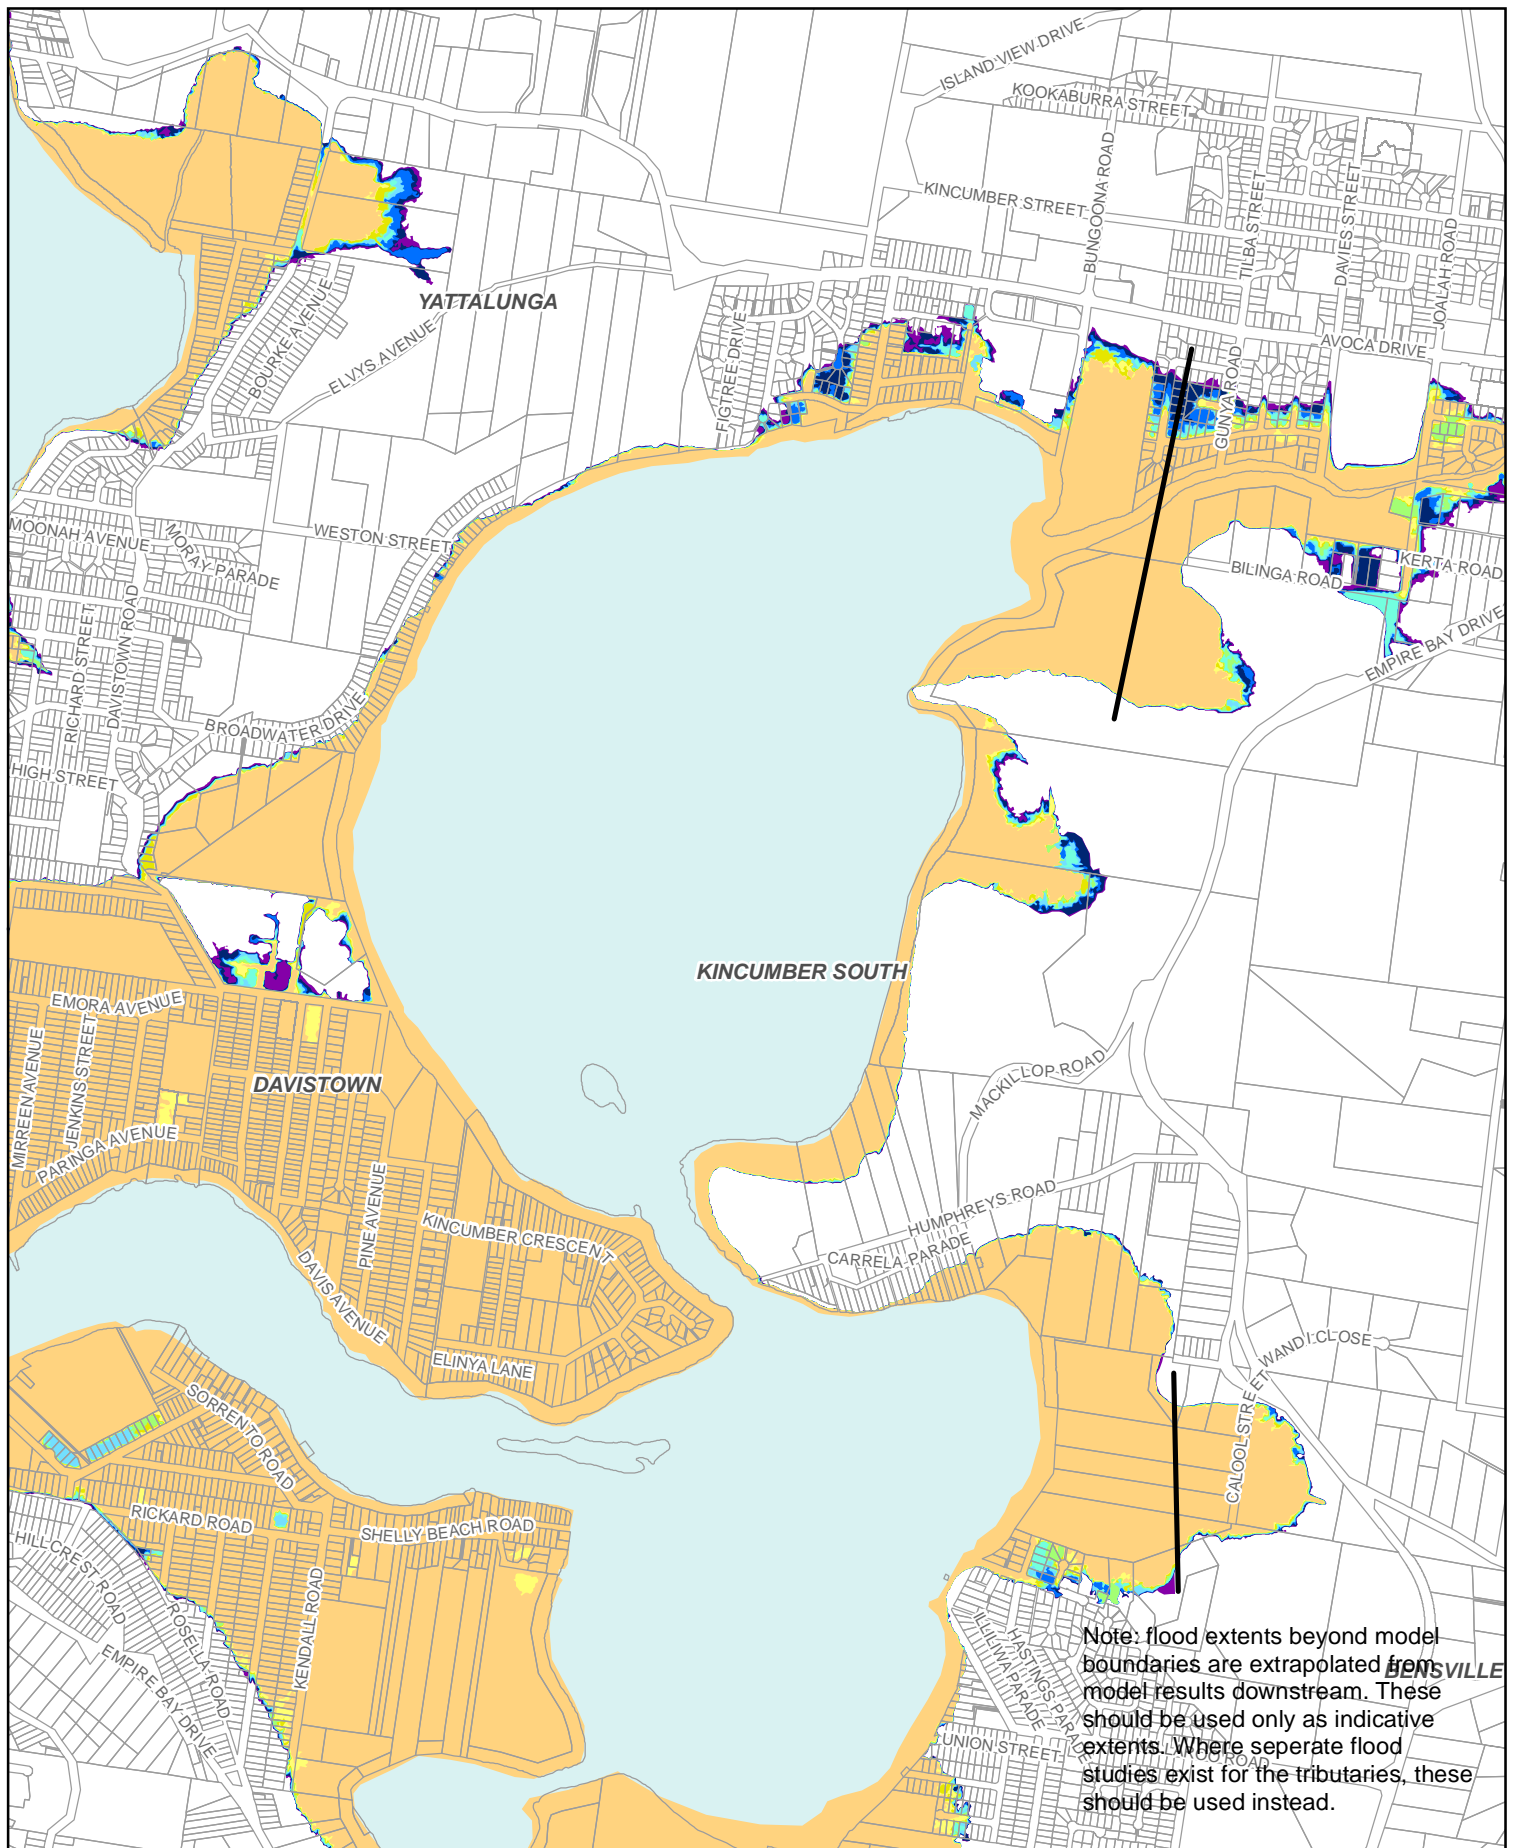 ISLAND VIEW DRIVE
KOOKABURRA STREET
BUNGOONA ROAD
KINCUMBER STREET
TILBA STREET
DAVIES STREET
JOALAH ROAD
YATTALUNGA
BOURKE AVENUE
ELVYS AVENUE
FIGTREE DRIVE
AVOCA DRIVE
GUNYA ROAD
MOONAH AVENUE
MORAY PARADE
WESTON STREET
KERTA ROAD
BILINGA ROAD
EMPIRE BAY DRIVE
RICHARD STREET
DAVISTOWN ROAD
BROADWATER DRIVE
HIGH STREET
KINCUMBER SOUTH
EMORA AVENUE
MIRREEN AVENUE
JENKINS STREET
DAVISTOWN
PARINGA AVENUE
MACKILLOP ROAD
PINE AVENUE
KINCUMBER CRESCENT
HUMPHREYS ROAD
CARRELA PARADE
DAVIS AVENUE
ELINYA LANE
WANDI CLOSE
CALOOL STREET
SORRENTO ROAD
RICKARD ROAD
SHELLY BEACH ROAD
HILLCREST ROAD
ROSELLA ROAD
KENDALL ROAD
EMPIRE BAY DRIVE
ILLILIWA PARADE
HASTINGS PARADE
UNION STREET
BENSVILLE
Note: flood extents beyond model
boundaries are extrapolated from
model results downstream. These
should be used only as indicative
extents. Where seperate flood
studies exist for the tributaries, these
should be used instead.
ROAD